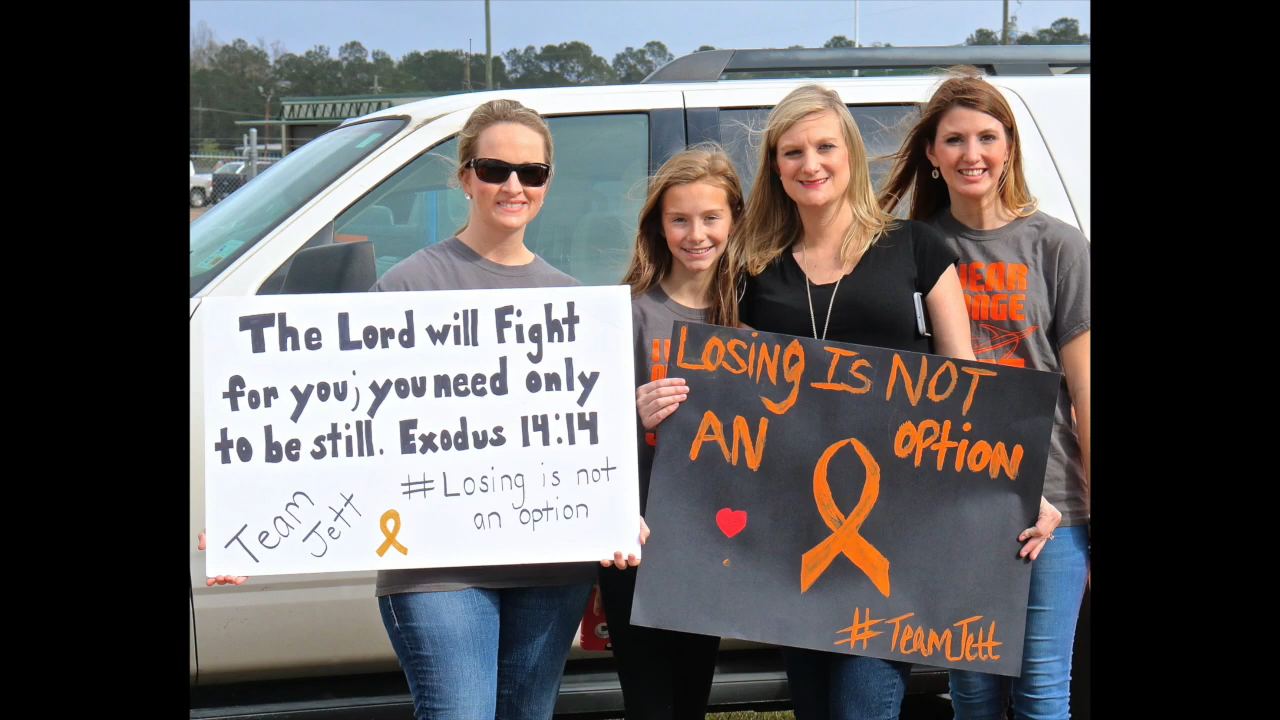 The Lord will Fight
for you; you need only
to be still. Exodus 14:14
#Losing is not
an option
Team
Jett
LOSING IS NOT
AN OPTION
#TeamJett